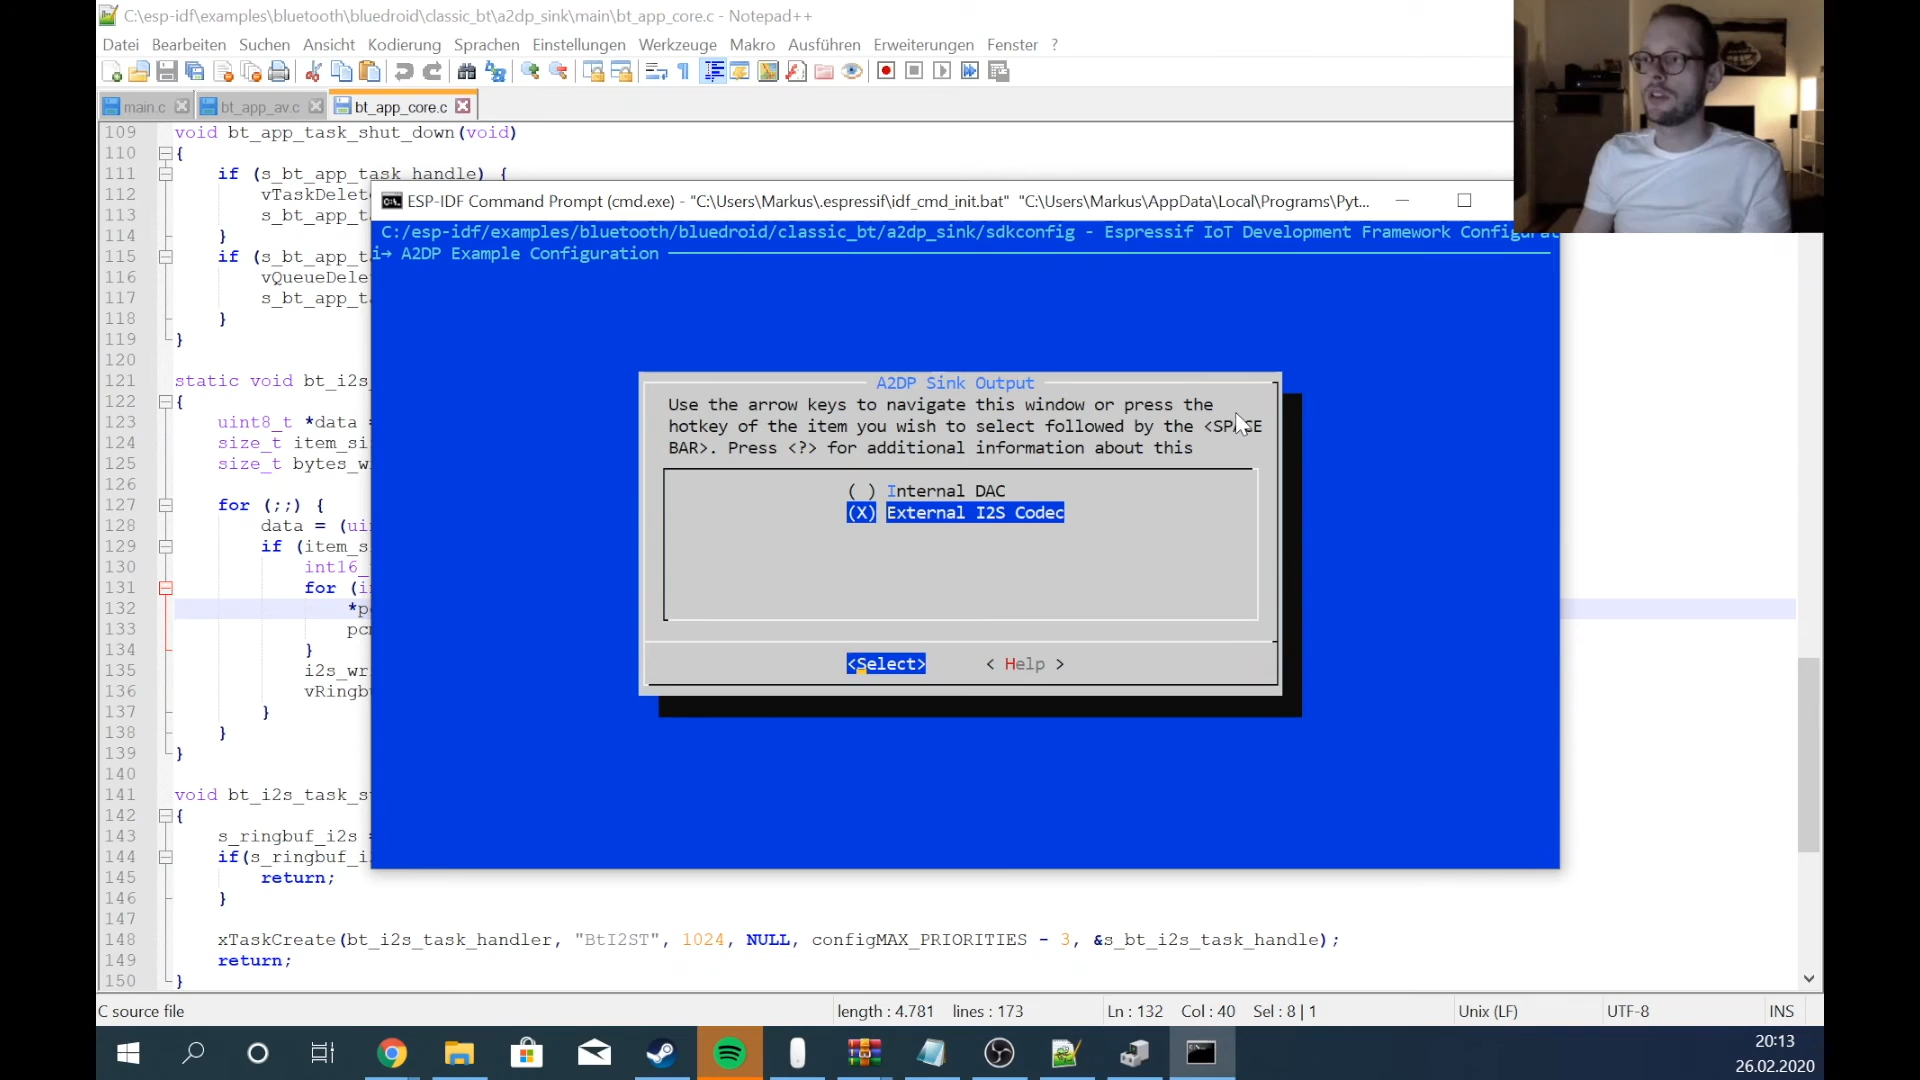 C:\esp-idf\examples\bluetooth\bluedroid\classic_bt\a2dp_sink\main\bt_app_core.c - Notepad++
Datei Bearbeiten Suchen Ansicht Kodierung Sprachen Einstellungen Werkzeuge Makro Ausführen Erweiterungen Fenster ?
main.c bt_app_av.c bt_app_core.c
109 void bt_app_task_shut_down(void)
110 {
111 if (s_bt_app_task_handle) {
112 vTaskDelet
113 s_bt_app_t
114 }
115 if (s_bt_app_t
116 vQueueDele
117 s_bt_app_t
118 }
119 }
120
121 static void bt_i2s
122 {
123 uint8_t *data =
124 size_t item_si
125 size_t bytes_w
126
127 for (;;) {
128 data = (ui
129 if (item_s
130 int16_
131 for (i
132 *p
133 pc
134 }
135 i2s_wr
136 vRingb
137 }
138 }
139 }
140
141 void bt_i2s_task_s
142 {
143 s_ringbuf_i2s =
144 if(s_ringbuf_i
145 return;
146 }
147
148 xTaskCreate(bt_i2s_task_handler, "BtI2ST", 1024, NULL, configMAX_PRIORITIES - 3, &s_bt_i2s_task_handle);
149 return;
150 }
ESP-IDF Command Prompt (cmd.exe) - "C:\Users\Markus\.espressif\idf_cmd_init.bat" "C:\Users\Markus\AppData\Local\Programs\Pyt...
C:/esp-idf/examples/bluetooth/bluedroid/classic_bt/a2dp_sink/sdkconfig - Espressif IoT Development Framework Configurat
i→ A2DP Example Configuration
A2DP Sink Output
Use the arrow keys to navigate this window or press the
hotkey of the item you wish to select followed by the <SPACE
BAR>. Press <?> for additional information about this
( ) Internal DAC
(X) External I2S Codec
<Select> < Help >
C source file length : 4.781 lines : 173 Ln : 132 Col : 40 Sel : 8 | 1 Unix (LF) UTF-8 INS
20:13
26.02.2020